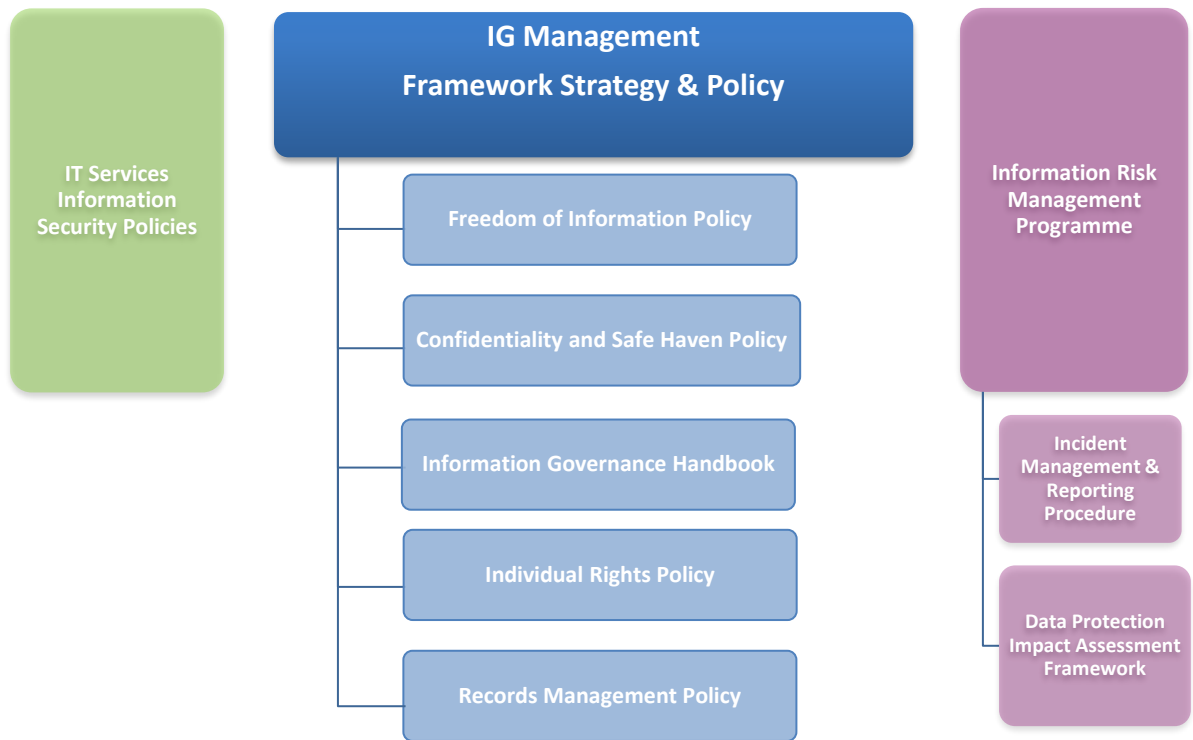 IG Management
Framework Strategy & Policy
IT Services
Information
Security Policies
Information Risk
Management
Programme
Freedom of Information Policy
Confidentiality and Safe Haven Policy
Information Governance Handbook
Individual Rights Policy
Records Management Policy
Incident
Management &
Reporting
Procedure
Data Protection
Impact Assessment
Framework